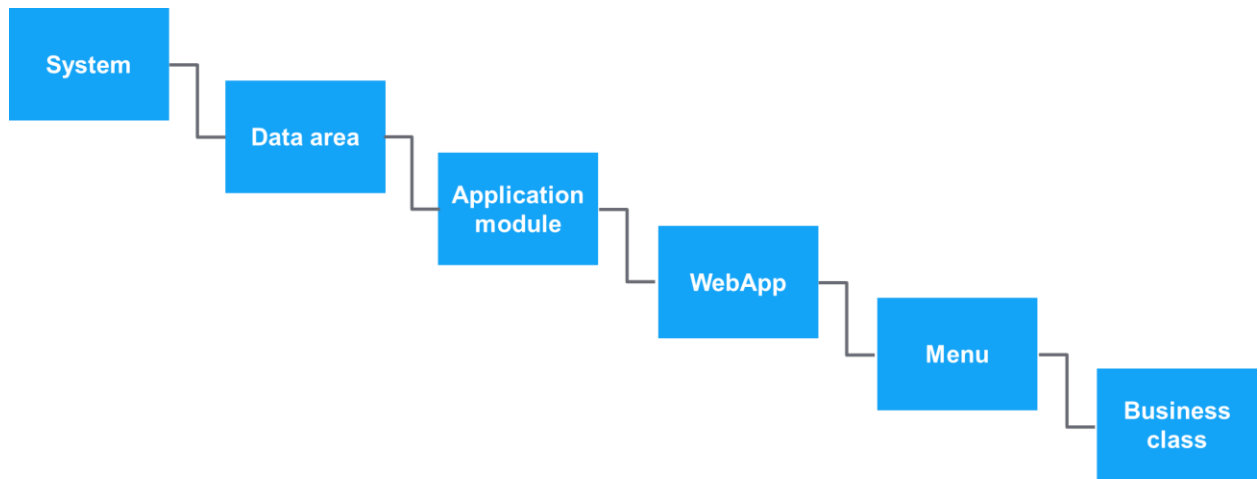 System
Data area
Application
module
WebApp
Menu
Business
class